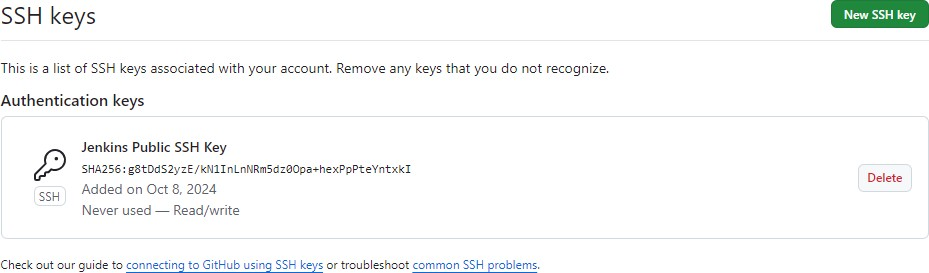 SSH keys
New SSH key
This is a list of SSH keys associated with your account. Remove any keys that you do not recognize.
Authentication keys
Jenkins Public SSH Key
SHA256:g8tDdS2yzE/kN1InLnNRm5dz0Opa+hexPpPteYntxkI
SSH
Added on Oct 8, 2024
Never used — Read/write
Delete
Check out our guide to connecting to GitHub using SSH keys or troubleshoot common SSH problems.